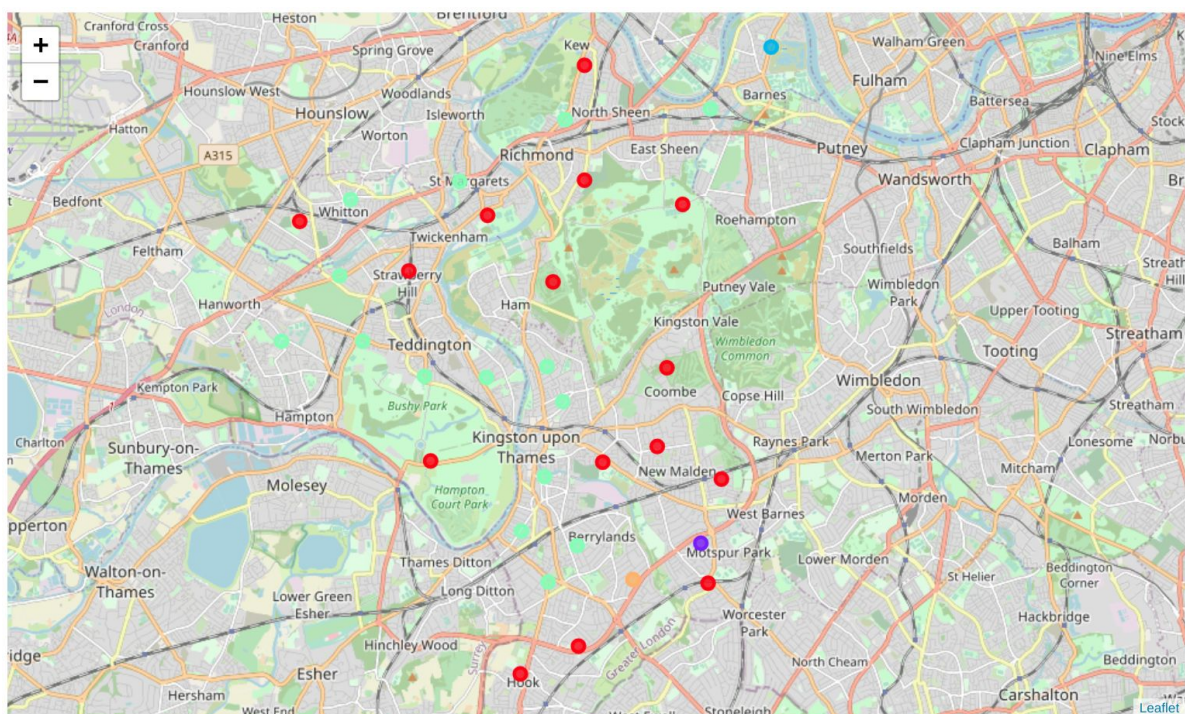 Cranford Cross
Heston
Brentford
+
−
Cranford
Spring Grove
Kew
Walham Green
Nine Elms
Fulham
Hounslow West
Woodlands
Barnes
Battersea
Hounslow
Isleworth
North Sheen
Hatton
Worton
A315
Richmond
East Sheen
Putney
Clapham Junction
Clapham
St Margarets
Wandsworth
Bedfont
Whitton
Roehampton
Twickenham
Balham
Feltham
Southfields
Strawberry
Hill
Putney Vale
Wimbledon
Park
Hanworth
London
Ham
Upper Tooting
Kingston Vale
Streatham
Teddington
Wimbledon
Common
Tooting
Kempton Park
Coombe
Copse Hill
Wimbledon
Bushy Park
Hampton
South Wimbledon
Streatham
Charlton
Sunbury-on-
Thames
Kingston upon
Thames
Raynes Park
Lonesome
Merton Park
New Malden
Mitcham
Molesey
Hampton
Court Park
Morden
West Barnes
Berrylands
Motspur Park
Thames Ditton
Lower Morden
Walton-on-
Thames
Beddington
Corner
St Helier
Long Ditton
Lower Green
Esher
Worcester
Park
Hackbridge
Hinchley Wood
Surrey
Greater London
North Cheam
Beddington
Esher
Hook
Hersham
Carshalton
West End
Stoneleigh
Leaflet